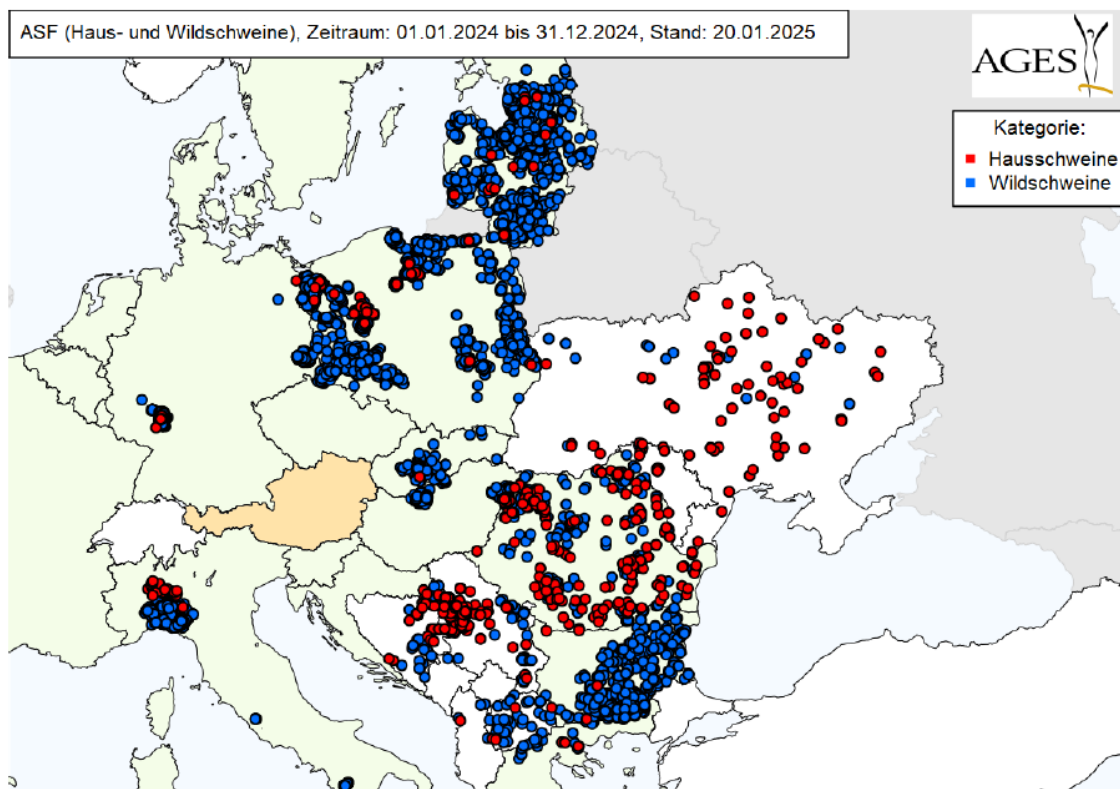 ASF (Haus- und Wildschweine), Zeitraum: 01.01.2024 bis 31.12.2024, Stand: 20.01.2025
AGES
Kategorie:
Hausschweine
Wildschweine